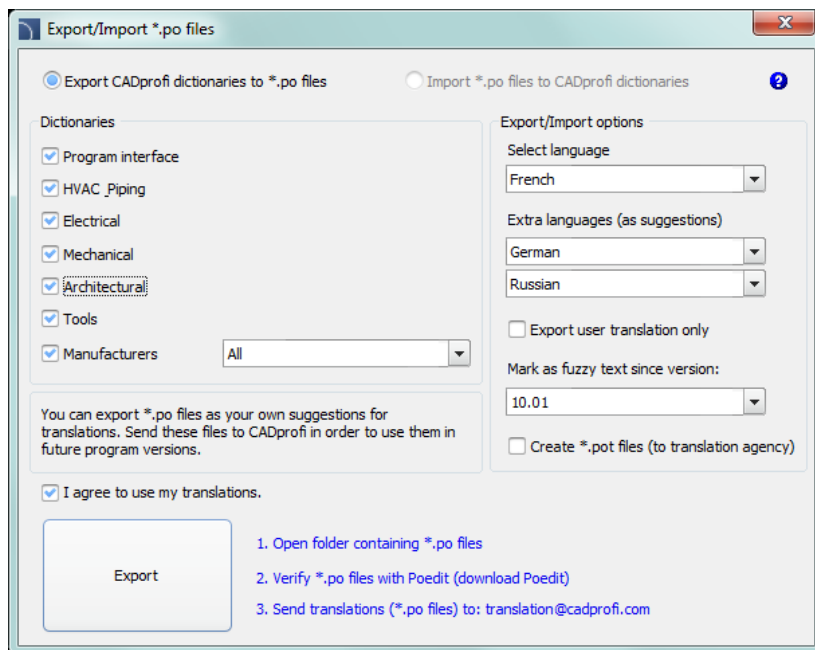 Export/Import *.po files
Export CADprofi dictionaries to *.po files
Import *.po files to CADprofi dictionaries
?
Dictionaries
Program interface
HVAC_Piping
Electrical
Mechanical
Architectural
Tools
Manufacturers
All
Export/Import options
Select language
French
Extra languages (as suggestions)
German
Russian
Export user translation only
Mark as fuzzy text since version:
10.01
Create *.pot files (to translation agency)
You can export *.po files as your own suggestions for
translations. Send these files to CADprofi in order to use them in
future program versions.
I agree to use my translations.
Export
1. Open folder containing *.po files
2. Verify *.po files with Poedit (download Poedit)
3. Send translations (*.po files) to: translation@cadprofi.com